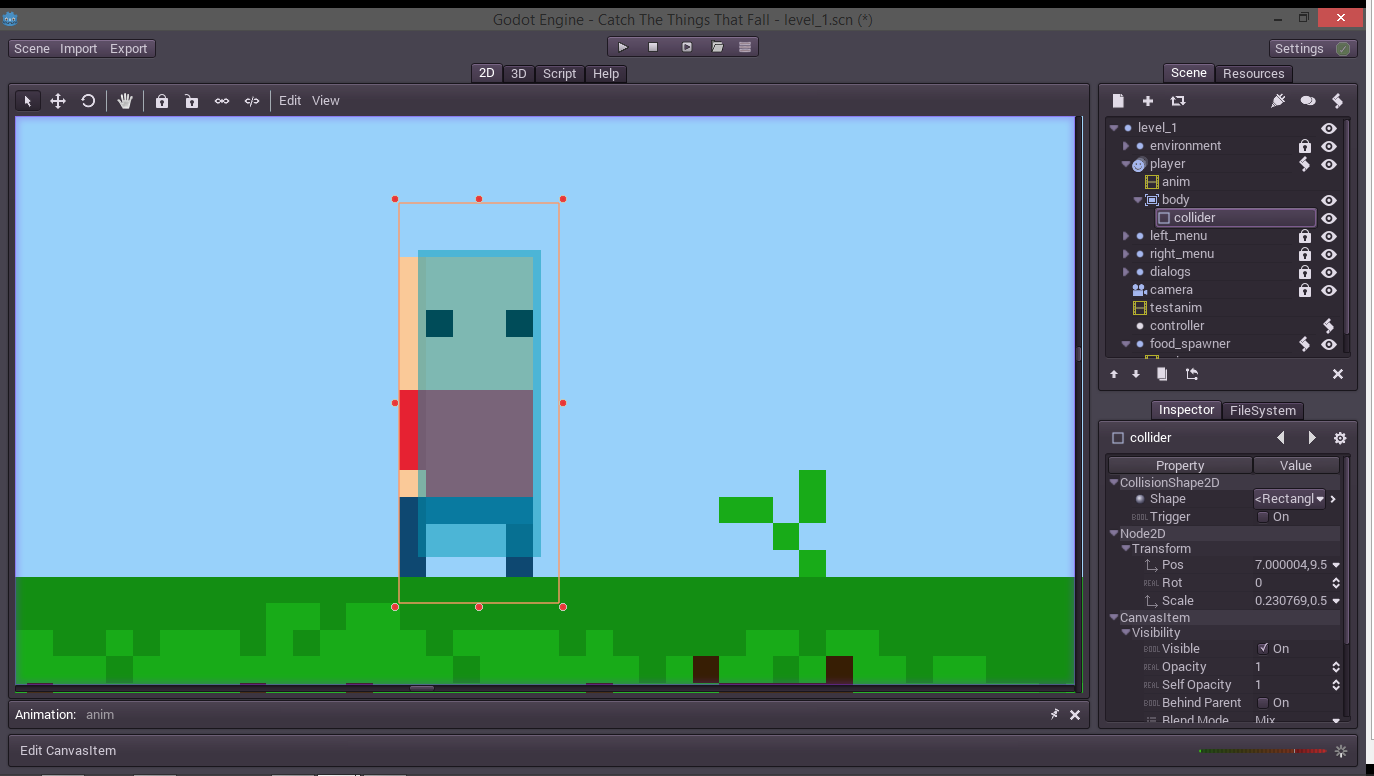 Godot Engine - Catch The Things That Fall - level_1.scn (*)
Scene Import Export
Settings
2D 3D Script Help
Scene Resources
Edit View
level_1
environment
player
anim
body
collider
left_menu
right_menu
dialogs
camera
testanim
controller
food_spawner
Inspector FileSystem
collider
Property Value
CollisionShape2D
Shape <Rectangl
Trigger On
Node2D
Transform
Pos 7.000004,9.5
Rot 0
Scale 0.230769,0.5
CanvasItem
Visibility
Visible On
Opacity 1
Self Opacity 1
Behind Parent On
Blend Mode Mix
Animation: anim
Edit CanvasItem